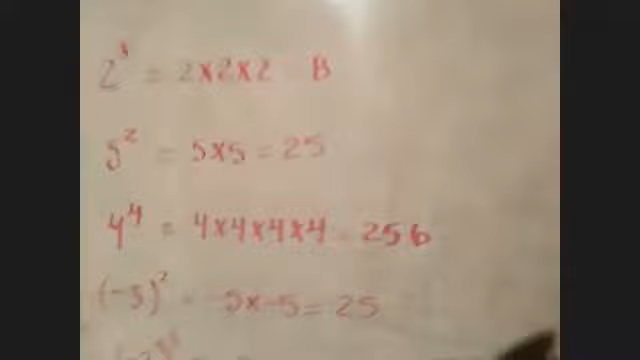 2³ = 2x2x2 8
5² = 5x5 = 25
4⁴ = 4x4x4x4 = 256
(-5)² = -5x-5 = 25